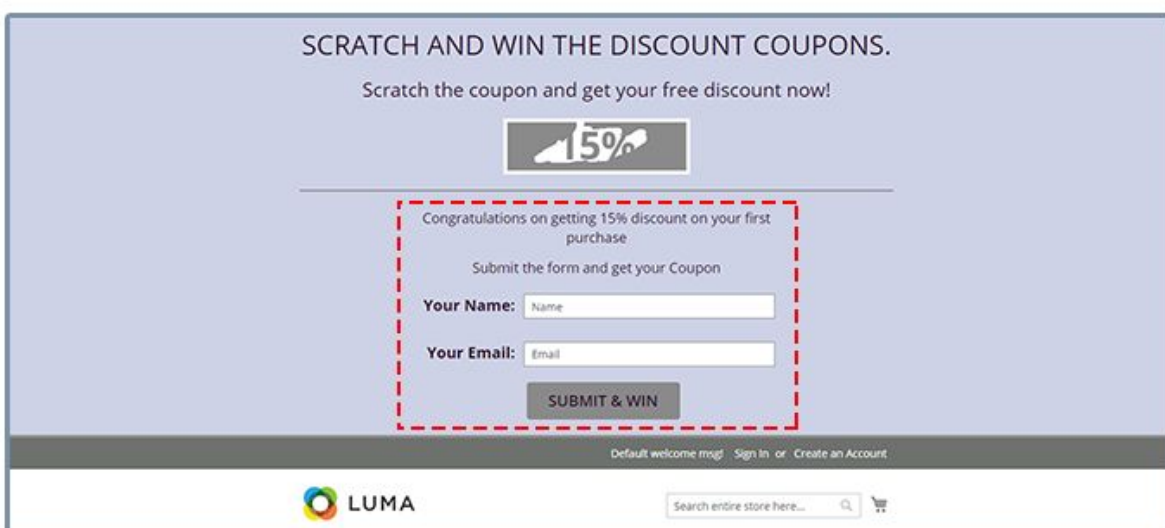 SCRATCH AND WIN THE DISCOUNT COUPONS.
Scratch the coupon and get your free discount now!
15%
Congratulations on getting 15% discount on your first
purchase
Submit the form and get your Coupon
Your Name: Name
Your Email: Email
SUBMIT & WIN
Default welcome msg! Sign In or Create an Account
LUMA Search entire store here...